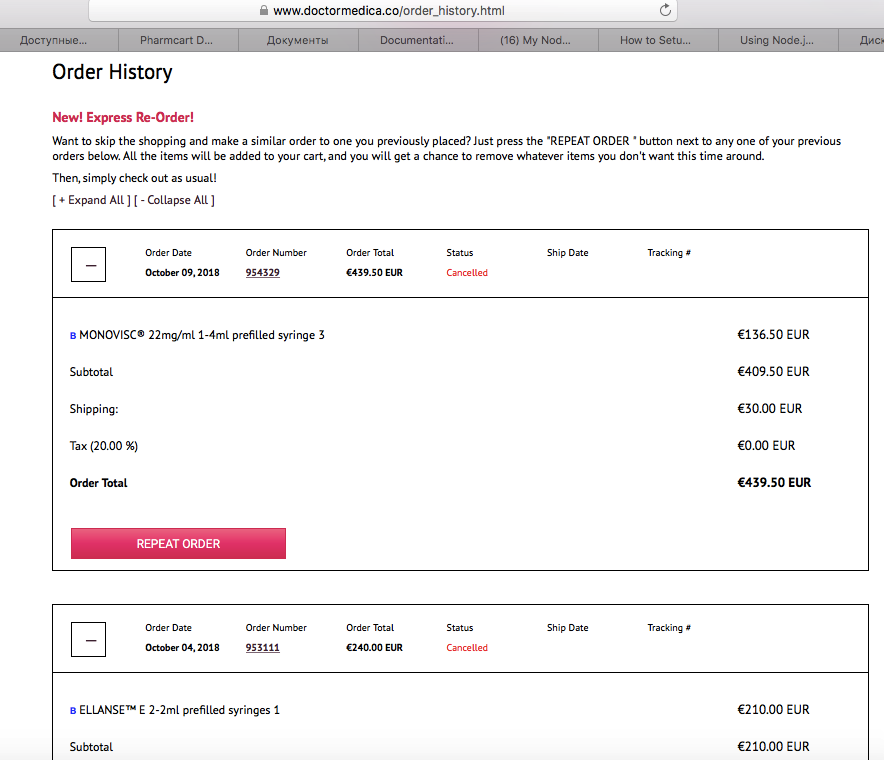 www.doctormedica.co/order_history.html
Доступные... Pharmcart D... Документы Documentati... (16) My Nod... How to Setu... Using Node.j... Диск
Order History
New! Express Re-Order!
Want to skip the shopping and make a similar order to one you previously placed? Just press the "REPEAT ORDER " button next to any one of your previous
orders below. All the items will be added to your cart, and you will get a chance to remove whatever items you don't want this time around.
Then, simply check out as usual!
[ + Expand All ] [ - Collapse All ]
Order Date Order Number Order Total Status Ship Date Tracking #
October 09, 2018 954329 €439.50 EUR Cancelled
B MONOVISC® 22mg/ml 1-4ml prefilled syringe 3 €136.50 EUR
Subtotal €409.50 EUR
Shipping: €30.00 EUR
Tax (20.00 %) €0.00 EUR
Order Total €439.50 EUR
REPEAT ORDER
Order Date Order Number Order Total Status Ship Date Tracking #
October 04, 2018 953111 €240.00 EUR Cancelled
B ELLANSE™ E 2-2ml prefilled syringes 1 €210.00 EUR
Subtotal €210.00 EUR